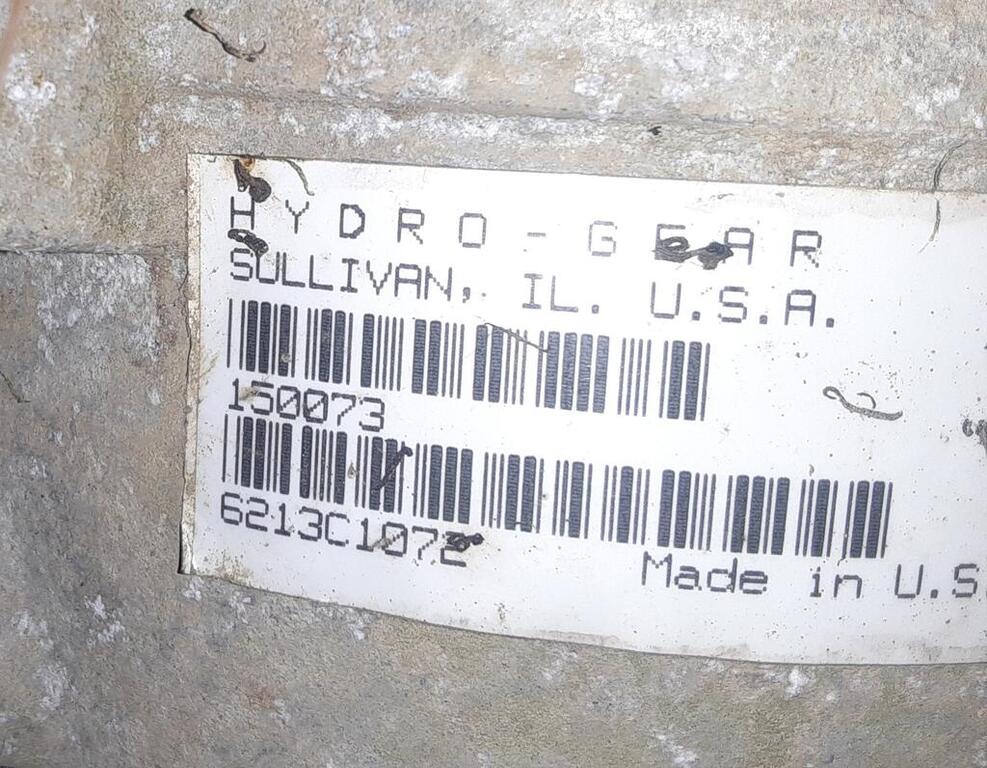 HYDRO-GEAR
SULLIVAN, IL. U.S.A.
150073
6213C1072
Made in U.S.